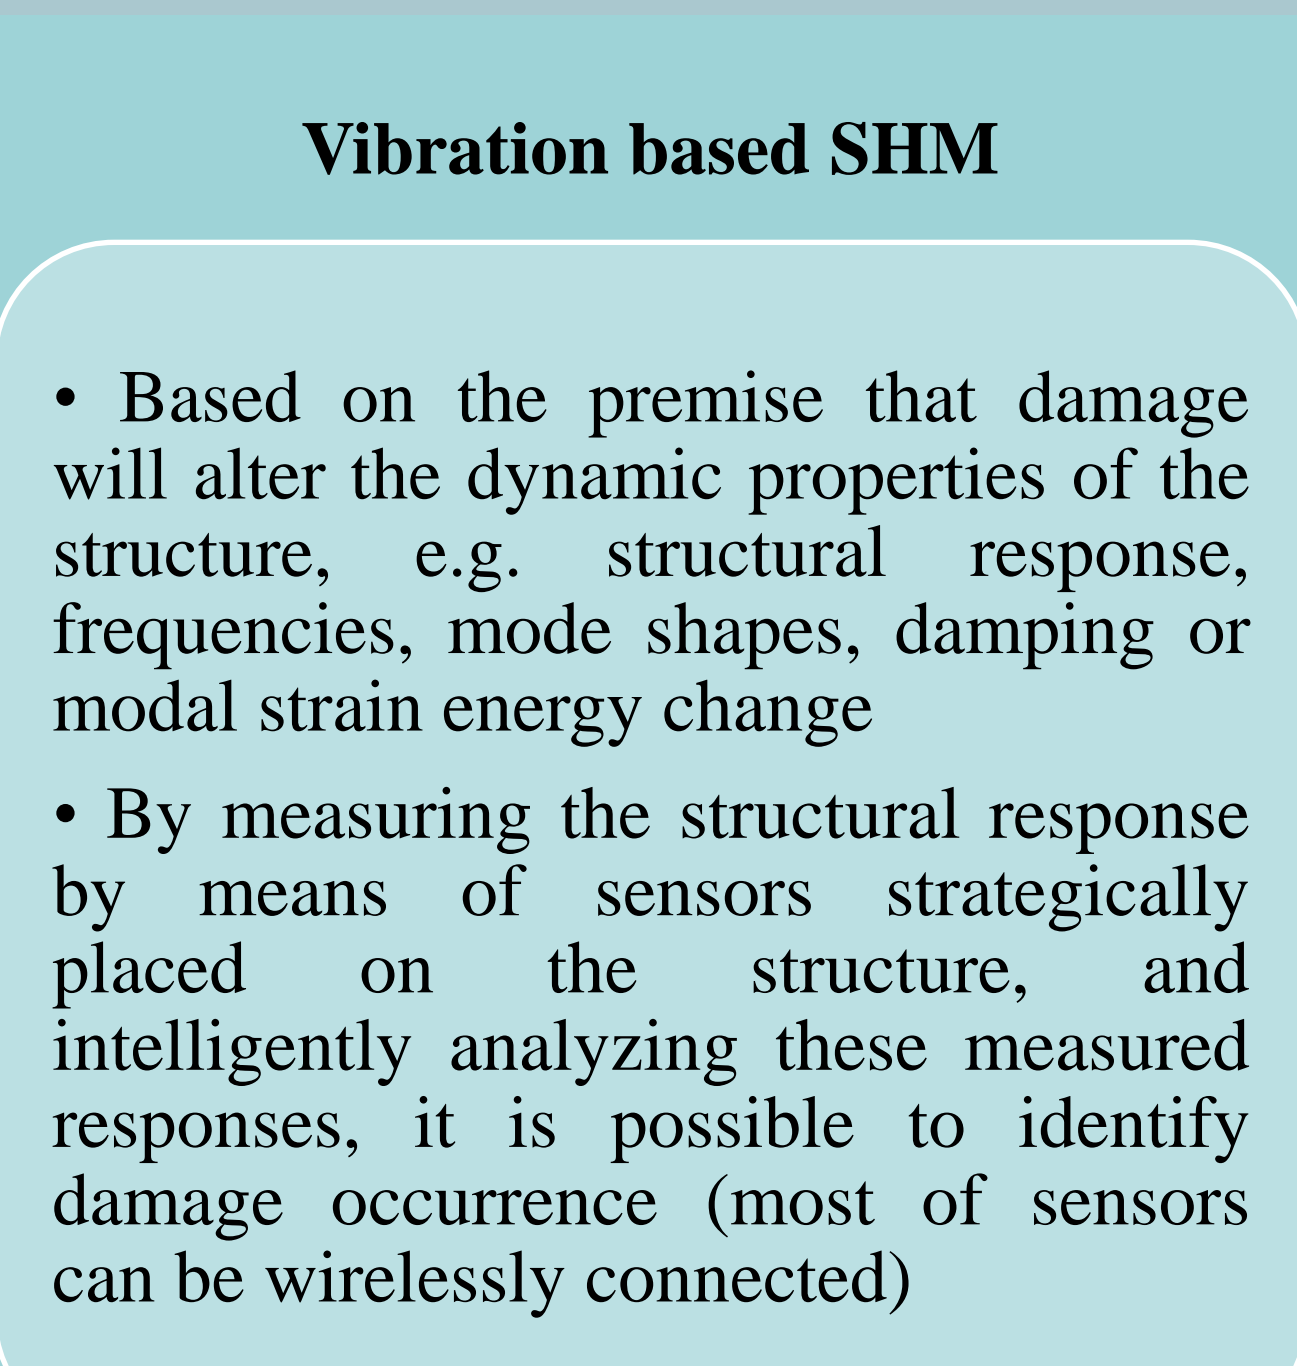 Vibration based SHM
• Based on the premise that damage
will alter the dynamic properties of the
structure, e.g. structural response,
frequencies, mode shapes, damping or
modal strain energy change
• By measuring the structural response
by means of sensors strategically
placed on the structure, and
intelligently analyzing these measured
responses, it is possible to identify
damage occurrence (most of sensors
can be wirelessly connected)